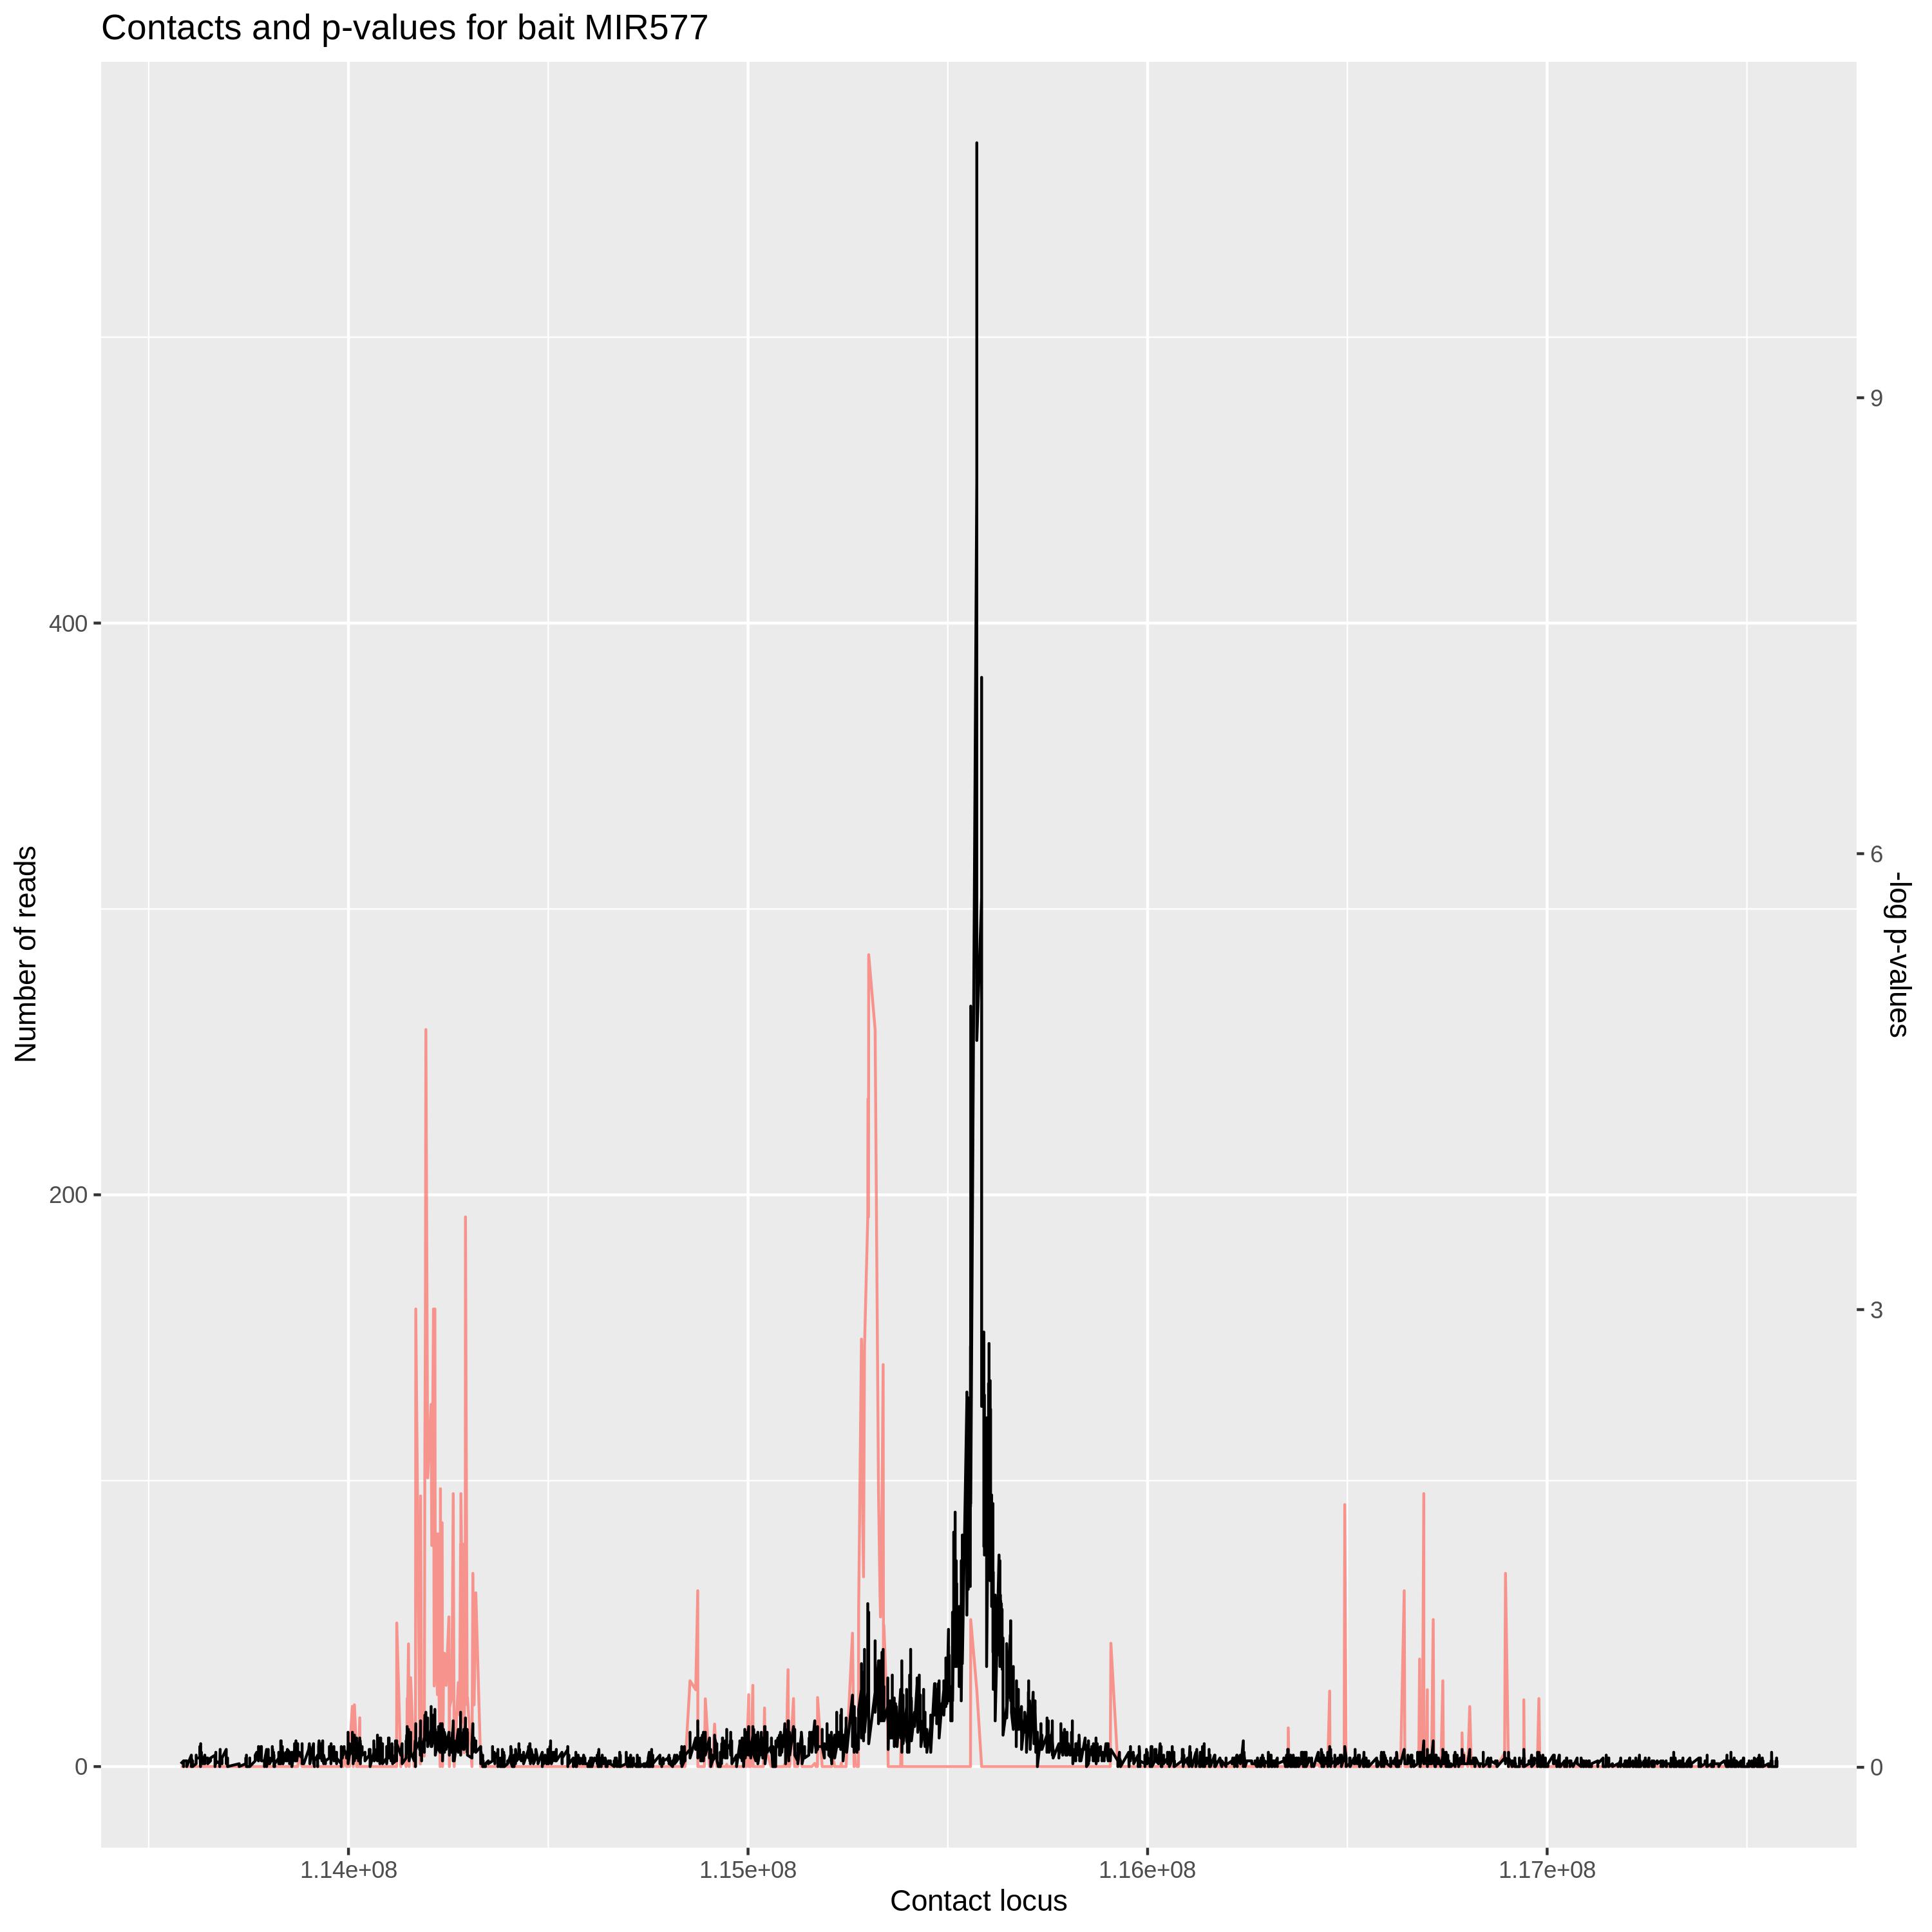 Contacts and p-values for bait MIR577
Number of reads
400
200
0
9
6
3
0
-log p-values
1.14e+08 1.15e+08 1.16e+08 1.17e+08
Contact locus